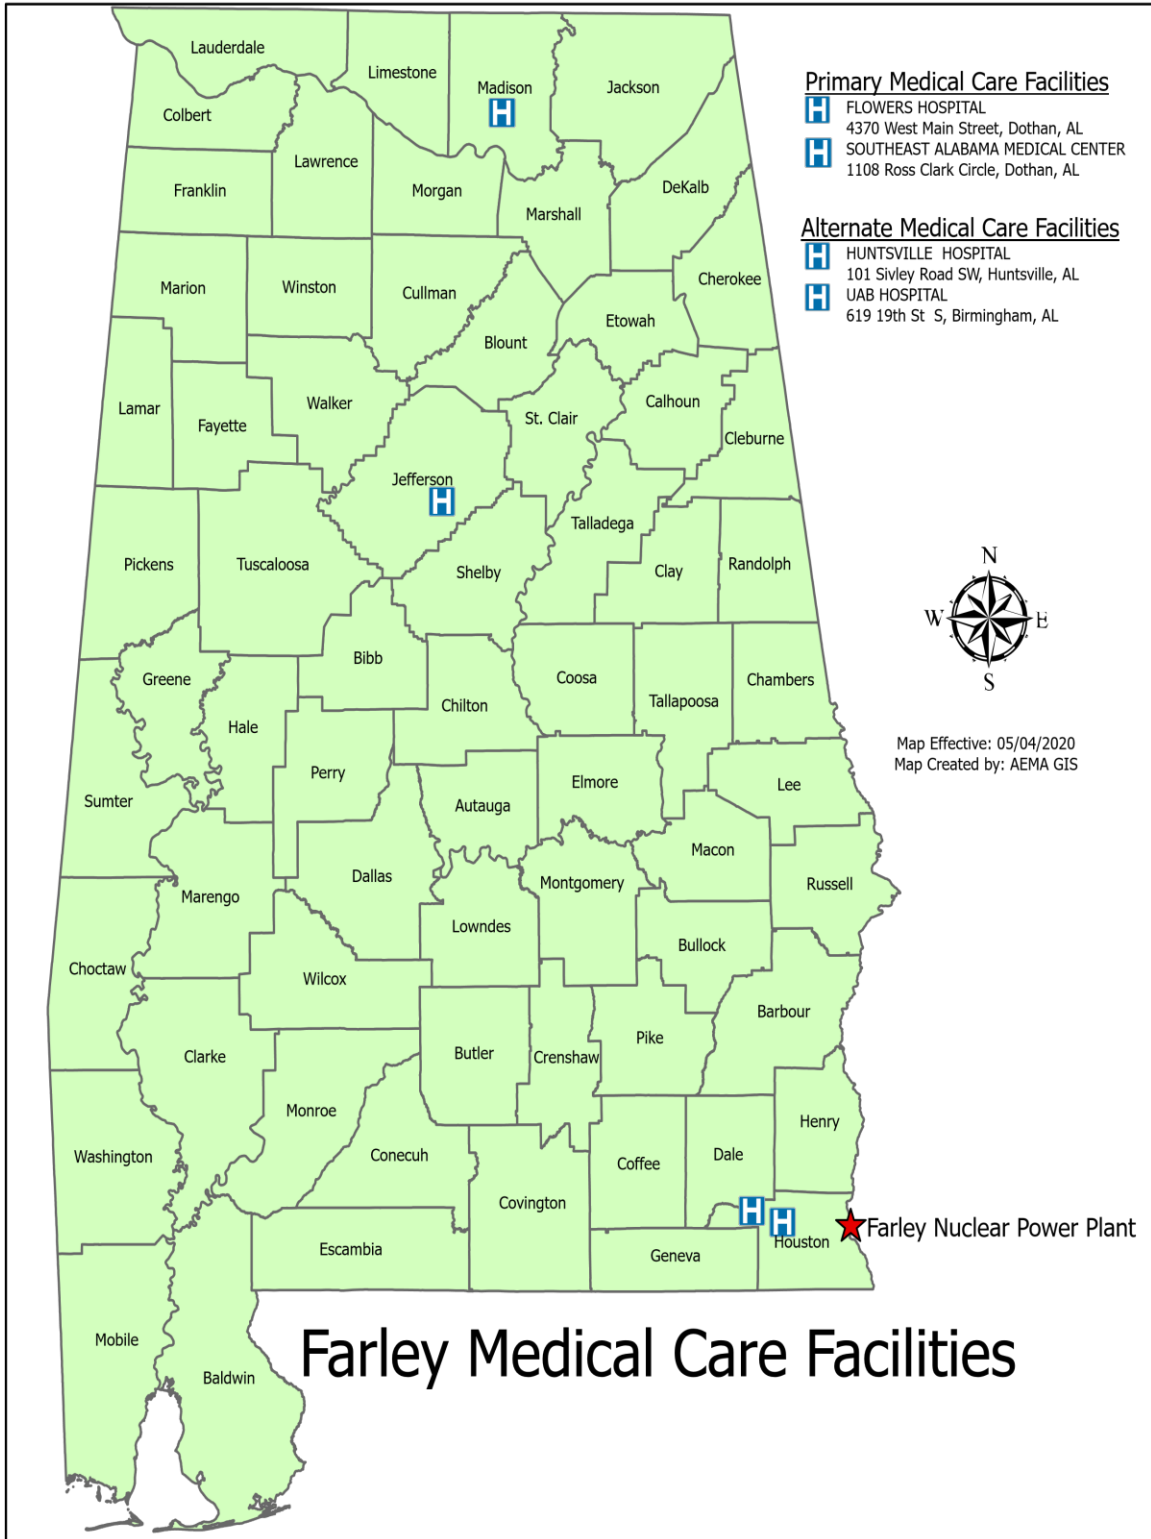 Lauderdale
Limestone
Madison
H
Jackson
Primary Medical Care Facilities
H FLOWERS HOSPITAL
4370 West Main Street, Dothan, AL
H SOUTHEAST ALABAMA MEDICAL CENTER
1108 Ross Clark Circle, Dothan, AL
Alternate Medical Care Facilities
H HUNTSVILLE HOSPITAL
101 Sivley Road SW, Huntsville, AL
H UAB HOSPITAL
619 19th St S, Birmingham, AL
Colbert
Lawrence
Franklin
Morgan
Marshall
DeKalb
Cherokee
Marion
Winston
Cullman
Etowah
Blount
Lamar
Fayette
Walker
St. Clair
Calhoun
Cleburne
Jefferson
H
Talladega
Pickens
Tuscaloosa
Shelby
Clay
Randolph
N
W
E
S
Greene
Bibb
Coosa
Chambers
Hale
Chilton
Tallapoosa
Map Effective: 05/04/2020
Map Created by: AEMA GIS
Perry
Elmore
Lee
Sumter
Autauga
Macon
Dallas
Montgomery
Russell
Marengo
Lowndes
Bullock
Choctaw
Wilcox
Barbour
Clarke
Butler
Crenshaw
Pike
Monroe
Henry
Washington
Conecuh
Coffee
Dale
Covington
H
H
Houston
Farley Nuclear Power Plant
Escambia
Geneva
Mobile
Baldwin
Farley Medical Care Facilities